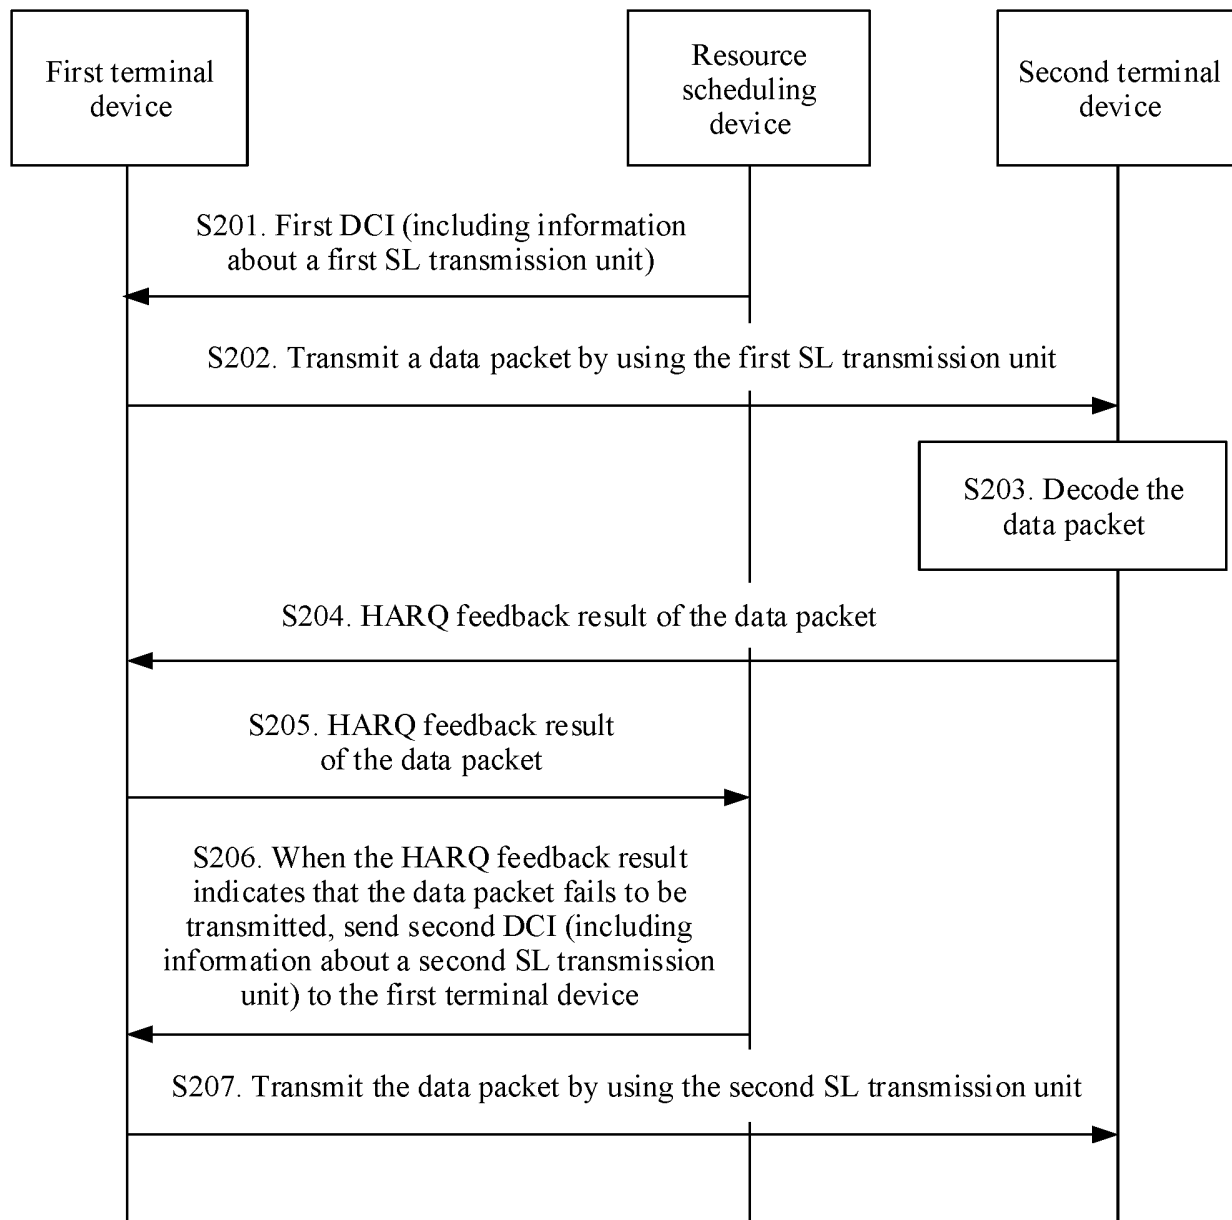 First terminal
device
Resource
scheduling
device
Second terminal
device
S201. First DCI (including information
about a first SL transmission unit)
S202. Transmit a data packet by using the first SL transmission unit
S203. Decode the
data packet
S204. HARQ feedback result of the data packet
S205. HARQ feedback result
of the data packet
S206. When the HARQ feedback result
indicates that the data packet fails to be
transmitted, send second DCI (including
information about a second SL transmission
unit) to the first terminal device
S207. Transmit the data packet by using the second SL transmission unit